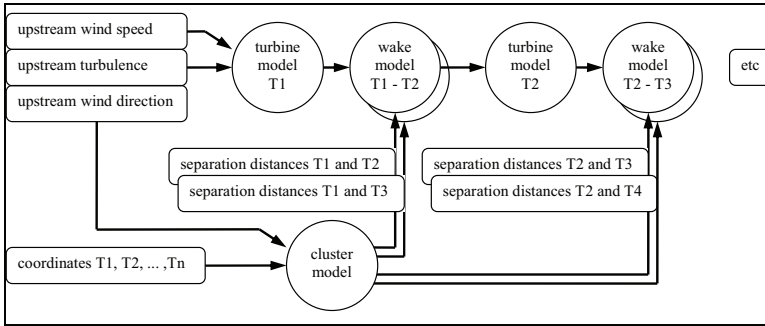 upstream wind speed
upstream turbulence
upstream wind direction
turbine
model
T1
wake
model
T1 - T2
turbine
model
T2
wake
model
T2 - T3
etc
separation distances T1 and T2
separation distances T1 and T3
separation distances T2 and T3
separation distances T2 and T4
coordinates T1, T2, ... ,Tn
cluster
model